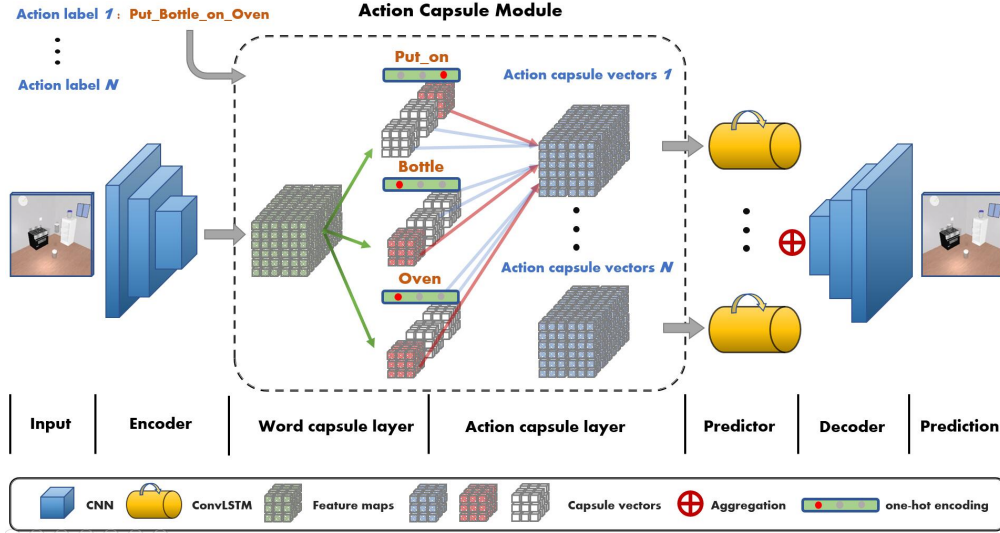 Action Capsule Module
Action label 1 : Put_Bottle_on_Oven
Action label N
Put_on
Action capsule vectors 1
Bottle
Oven
Action capsule vectors N
Input
Encoder
Word capsule layer
Action capsule layer
Predictor
Decoder
Prediction
CNN
ConvLSTM
Feature maps
Capsule vectors
Aggregation
one-hot encoding